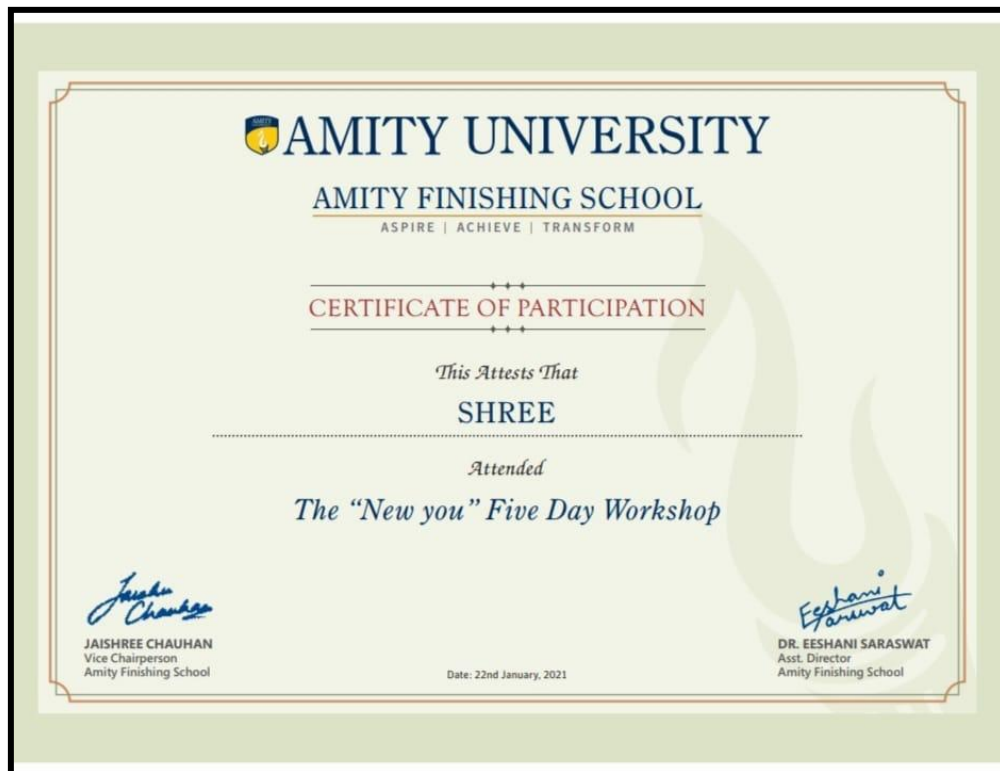 AMITY
AMITY UNIVERSITY
AMITY FINISHING SCHOOL
ASPIRE | ACHIEVE | TRANSFORM
CERTIFICATE OF PARTICIPATION
This Attests That
SHREE
Attended
The “New you” Five Day Workshop
Jaishree
Chauhan
JAISHREE CHAUHAN
Vice Chairperson
Amity Finishing School
Date: 22nd January, 2021
Eeshani
Saraswat
DR. EESHANI SARASWAT
Asst. Director
Amity Finishing School